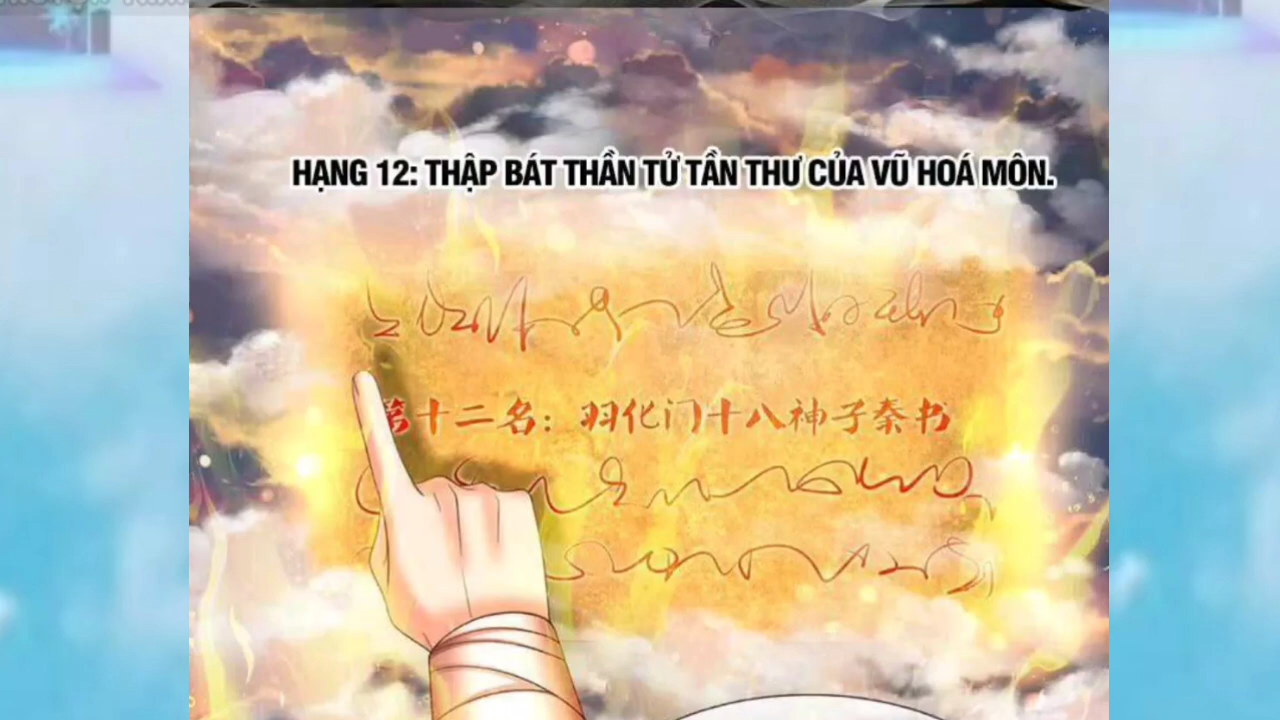 HẠNG 12: THẬP BÁT THẦN TỬ TẦN THƯ CỦA VŨ HOÁ MÔN.
第十二名：羽化门十八神子秦书